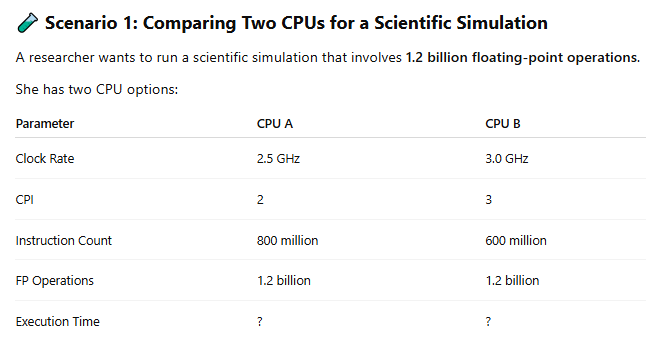 🧪 Scenario 1: Comparing Two CPUs for a Scientific Simulation
A researcher wants to run a scientific simulation that involves 1.2 billion floating-point operations.
She has two CPU options:
Parameter CPU A CPU B
Clock Rate 2.5 GHz 3.0 GHz
CPI 2 3
Instruction Count 800 million 600 million
FP Operations 1.2 billion 1.2 billion
Execution Time ? ?